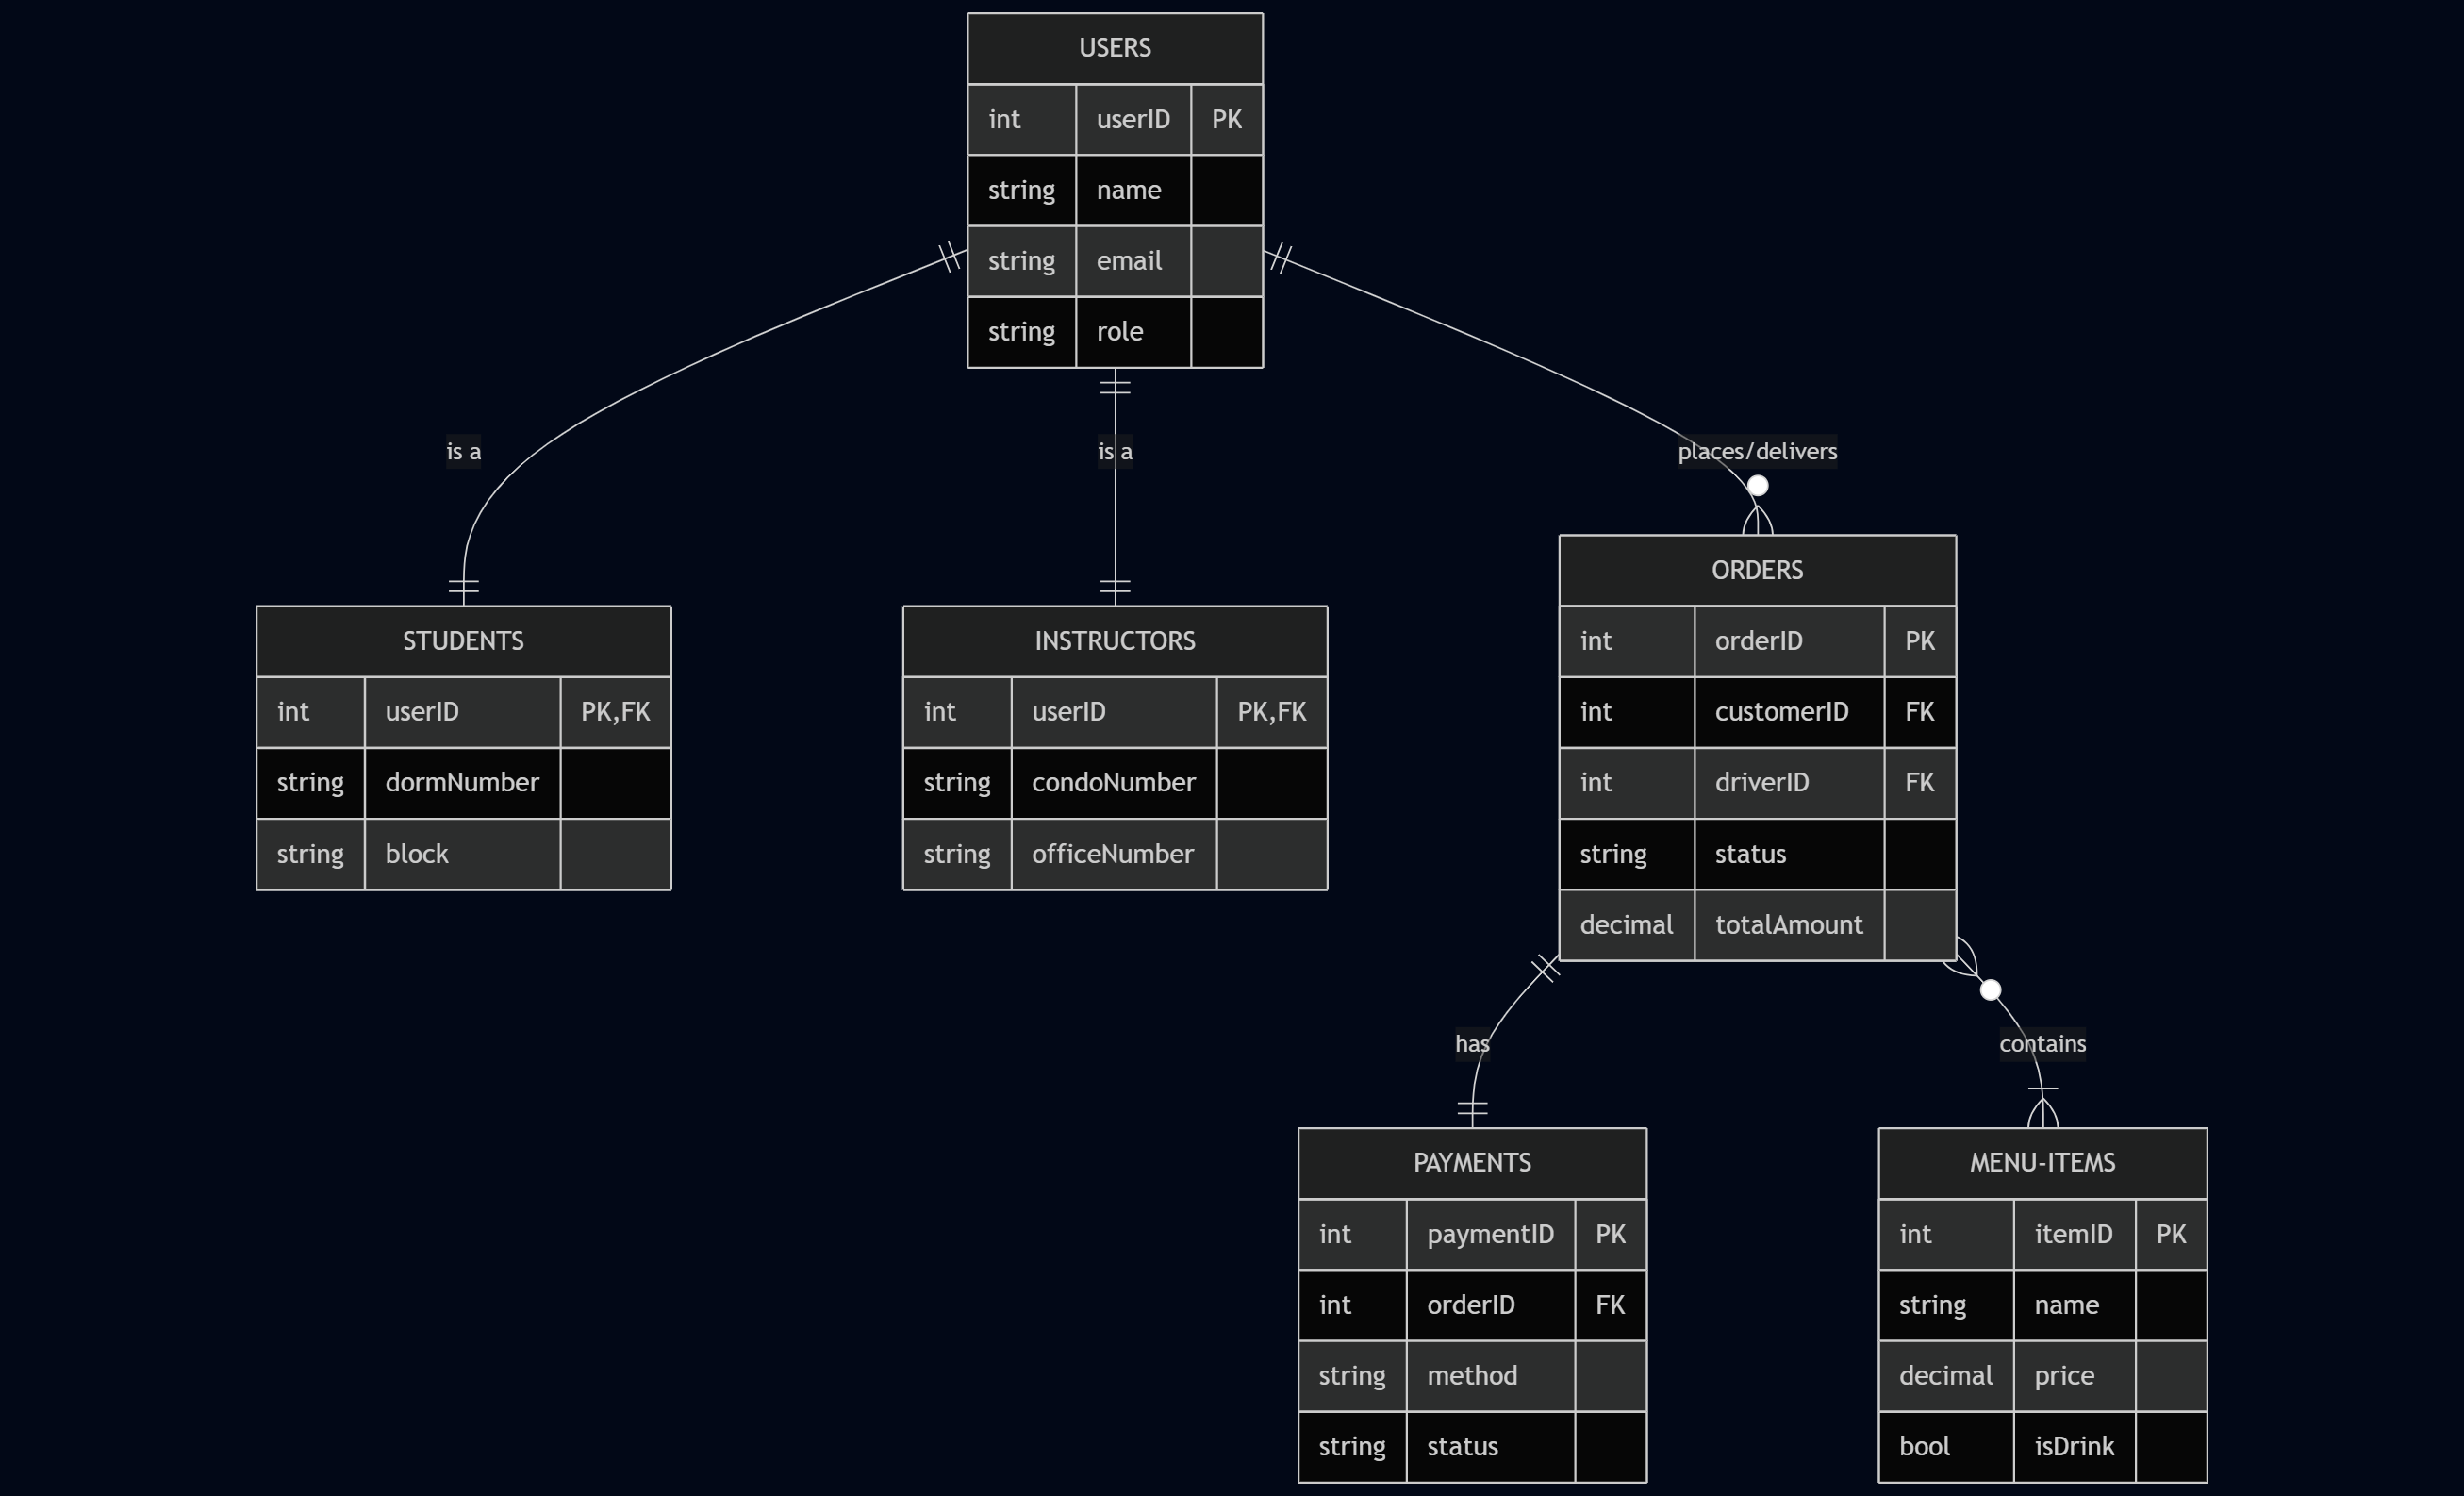 USERS
int userID PK
string name
string email
string role
is a
is a
places/delivers
STUDENTS
int userID PK,FK
string dormNumber
string block
INSTRUCTORS
int userID PK,FK
string condoNumber
string officeNumber
ORDERS
int orderID PK
int customerID FK
int driverID FK
string status
decimal totalAmount
has
contains
PAYMENTS
int paymentID PK
int orderID FK
string method
string status
MENU-ITEMS
int itemID PK
string name
decimal price
bool isDrink